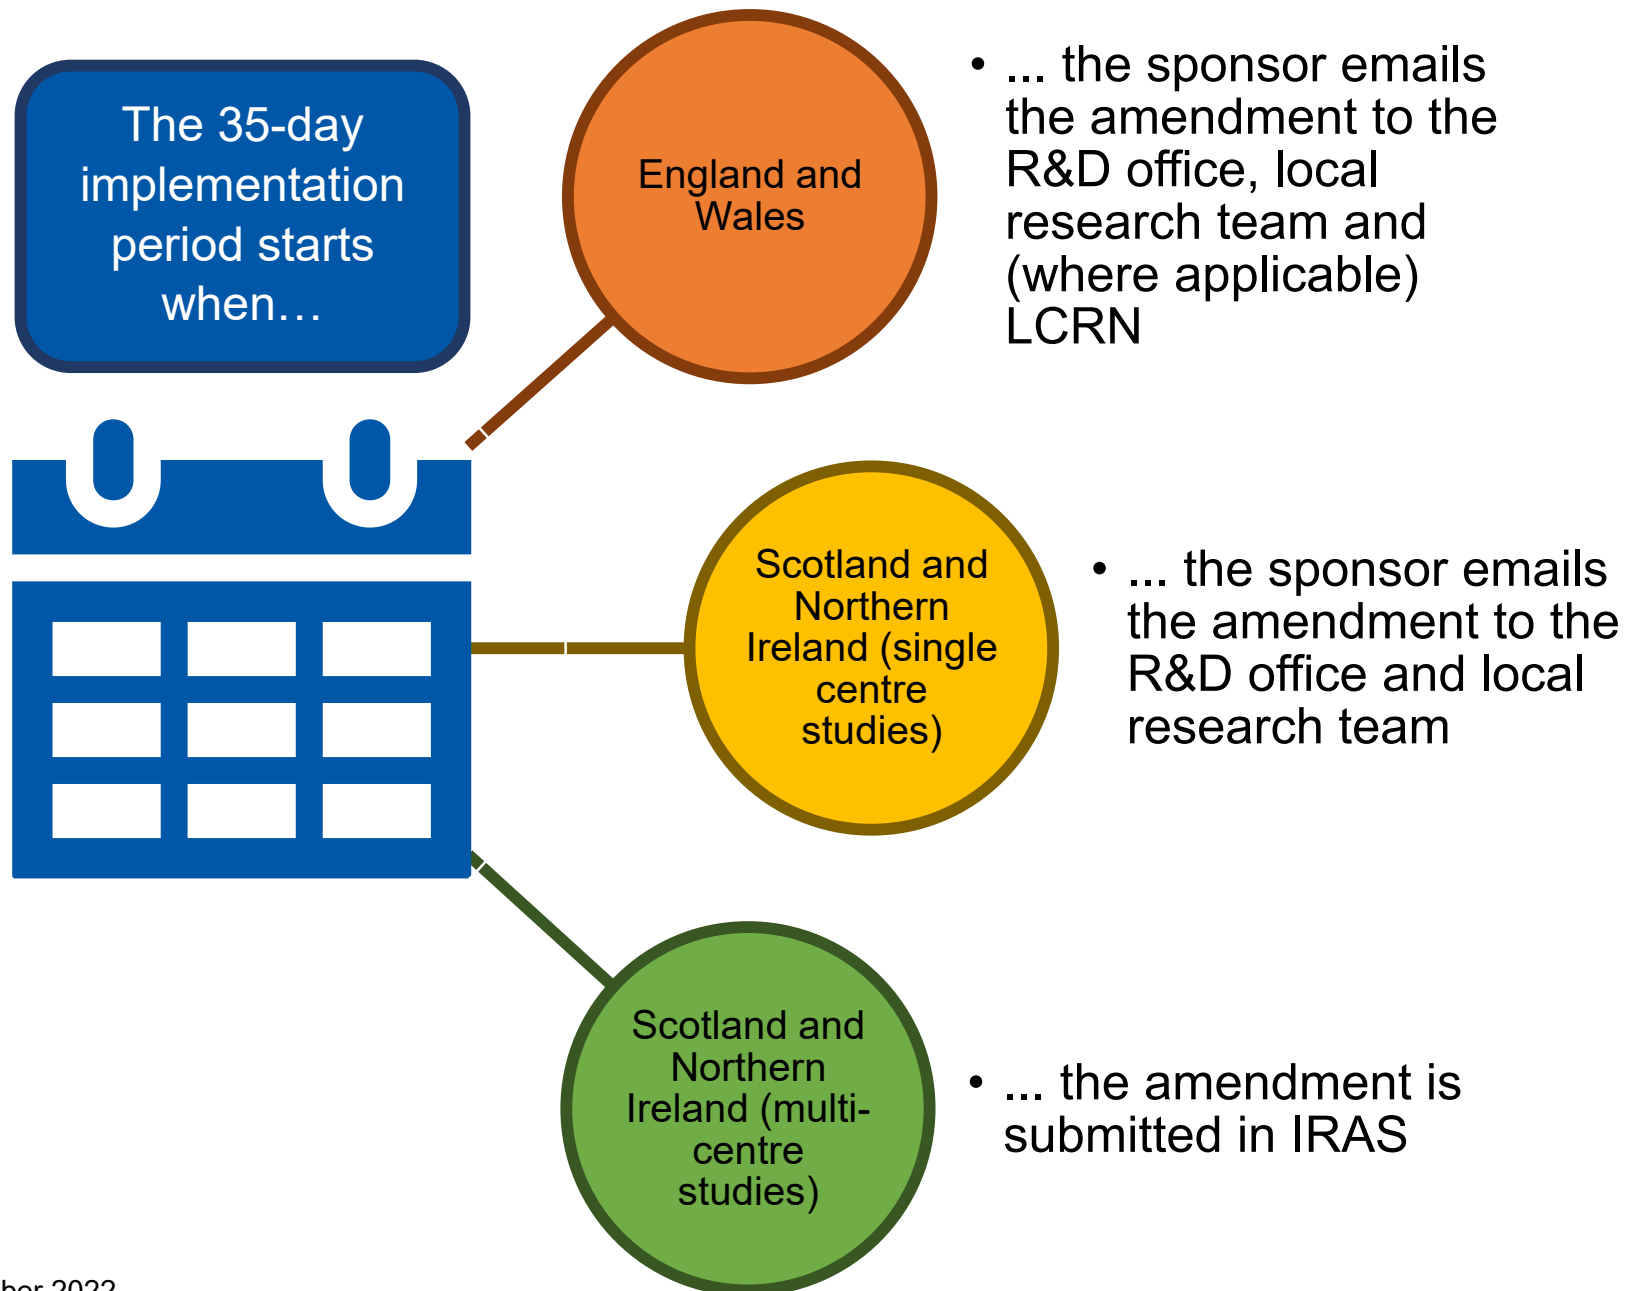 The 35-day
implementation
period starts
when…
England and
Wales
• ... the sponsor emails
the amendment to the
R&D office, local
research team and
(where applicable)
LCRN
Scotland and
Northern
Ireland (single
centre
studies)
• ... the sponsor emails
the amendment to the
R&D office and local
research team
Scotland and
Northern
Ireland (multi-
centre
studies)
• ... the amendment is
submitted in IRAS
2022